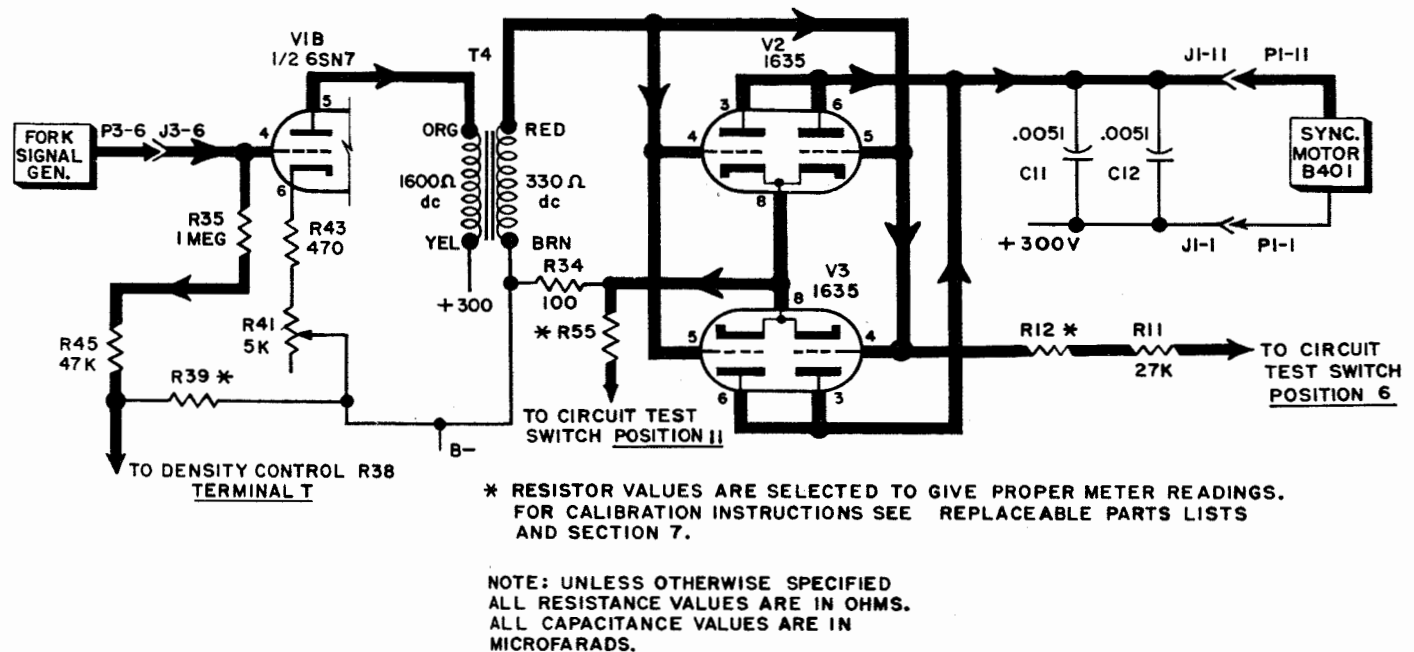 V1B
1/2 6SN7
T4
V2
1635
J1-11
P1-11
5
3
6
FORK
SIGNAL
GEN.
P3-6
J3-6
4
ORG
RED
4
5
.0051
C11
.0051
C12
SYNC.
MOTOR
B401
6
1600Ω
dc
330Ω
dc
8
R35
1 MEG
R43
470
YEL
BRN
+300V
J1-1
P1-1
+300
R34
100
V3
1635
8
R41
5K
* R55
5
4
R12 *
R11
27K
TO CIRCUIT
TEST SWITCH
POSITION 6
R45
47K
R39 *
6
3
TO CIRCUIT TEST
SWITCH POSITION 11
B-
TO DENSITY CONTROL R38
TERMINAL T
* RESISTOR VALUES ARE SELECTED TO GIVE PROPER METER READINGS.
FOR CALIBRATION INSTRUCTIONS SEE REPLACEABLE PARTS LISTS
AND SECTION 7.
NOTE: UNLESS OTHERWISE SPECIFIED
ALL RESISTANCE VALUES ARE IN OHMS.
ALL CAPACITANCE VALUES ARE IN
MICROFARADS.